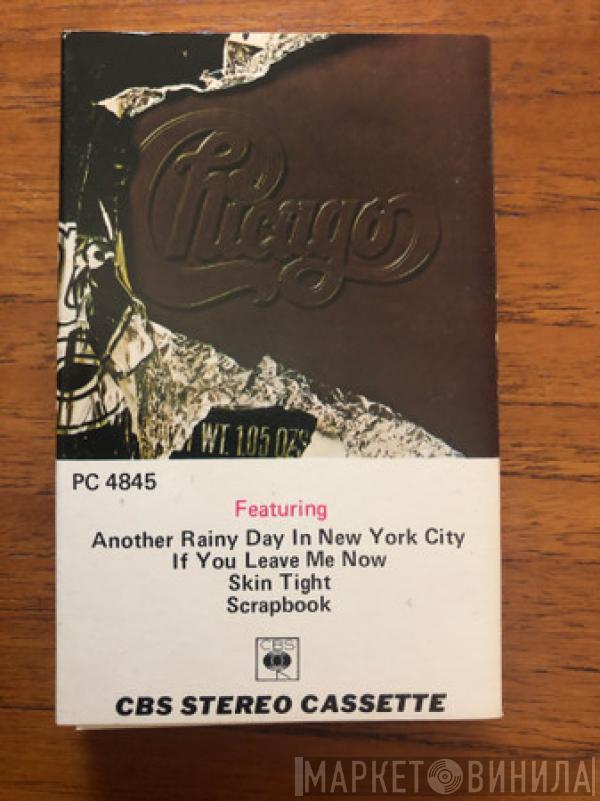 Chicago
WT. 1.05 OZS
PC 4845
Featuring
Another Rainy Day In New York City
If You Leave Me Now
Skin Tight
Scrapbook
CBS
CBS STEREO CASSETTE
МАРКЕТ ВИНИЛА